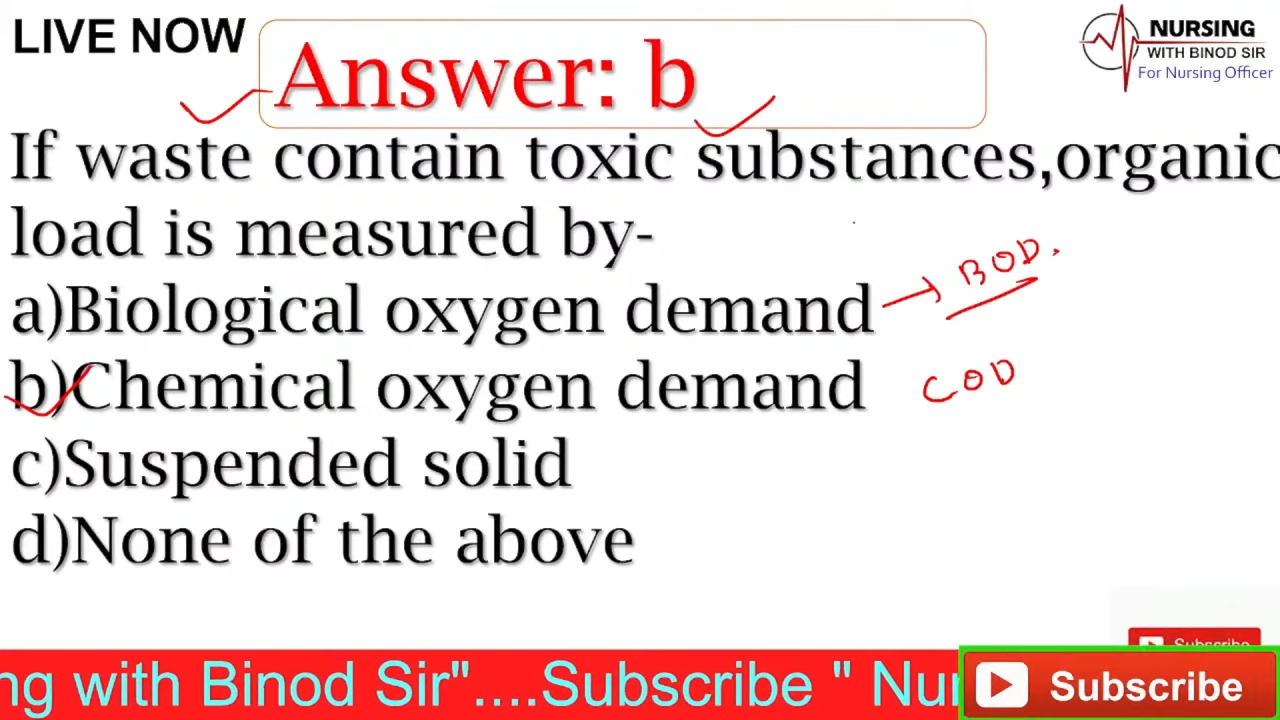 LIVE NOW
Answer: b
NURSING
WITH BINOD SIR
For Nursing Officer
If waste contain toxic substances,organic
load is measured by-
a)Biological oxygen demand
BOD.
b)Chemical oxygen demand
COD
c)Suspended solid
d)None of the above
Subscribe
ng with Binod Sir"....Subscribe " Nur
Subscribe